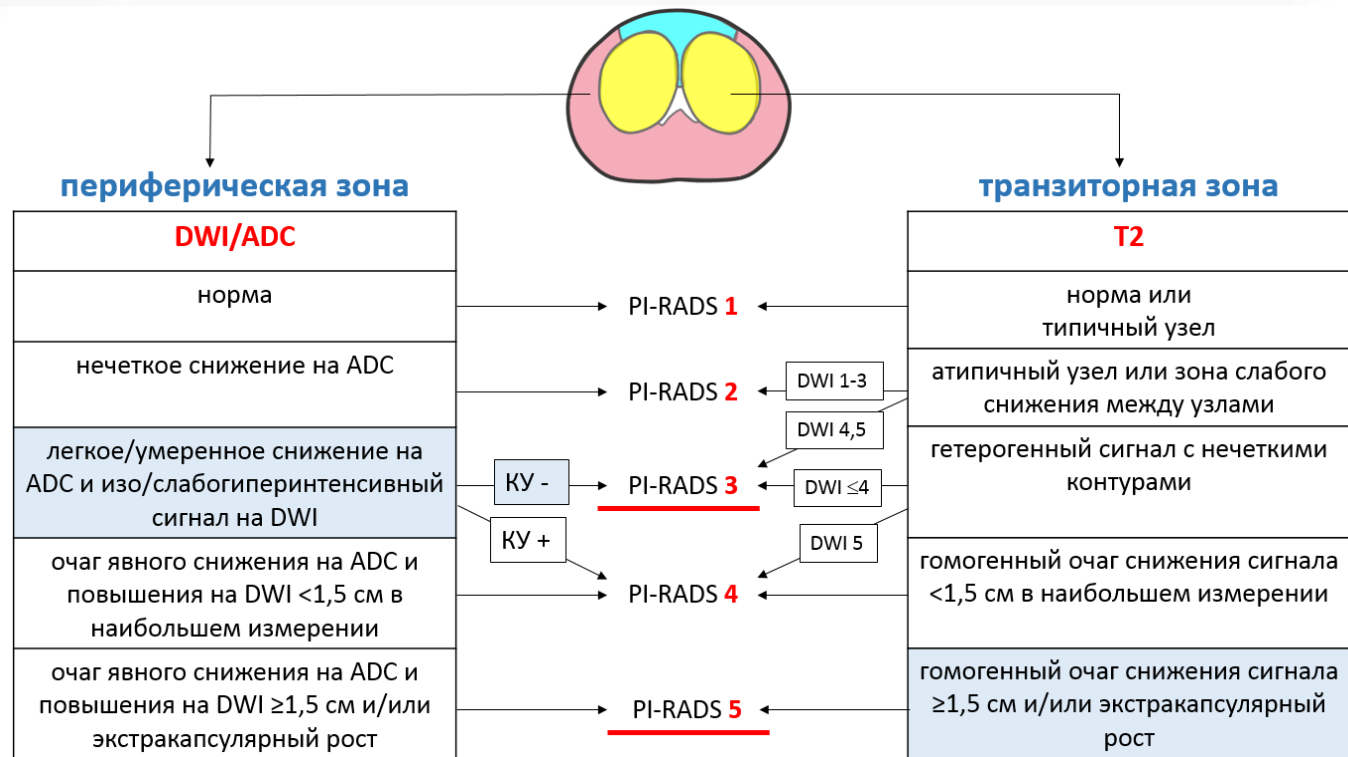 периферическая зона
DWI/ADC
норма
нечеткое снижение на ADC
легкое/умеренное снижение на
ADC и изо/слабогиперинтенсивный
сигнал на DWI
очаг явного снижения на ADC и
повышения на DWI <1,5 см в
наибольшем измерении
очаг явного снижения на ADC и
повышения на DWI ≥1,5 см и/или
экстракапсулярный рост
КУ -
КУ +
PI-RADS 1
PI-RADS 2
PI-RADS 3
PI-RADS 4
PI-RADS 5
DWI 1-3
DWI 4,5
DWI ≤4
DWI 5
транзиторная зона
T2
норма или
типичный узел
атипичный узел или зона слабого
снижения между узлами
гетерогенный сигнал с нечеткими
контурами
гомогенный очаг снижения сигнала
<1,5 см в наибольшем измерении
гомогенный очаг снижения сигнала
≥1,5 см и/или экстракапсулярный
рост